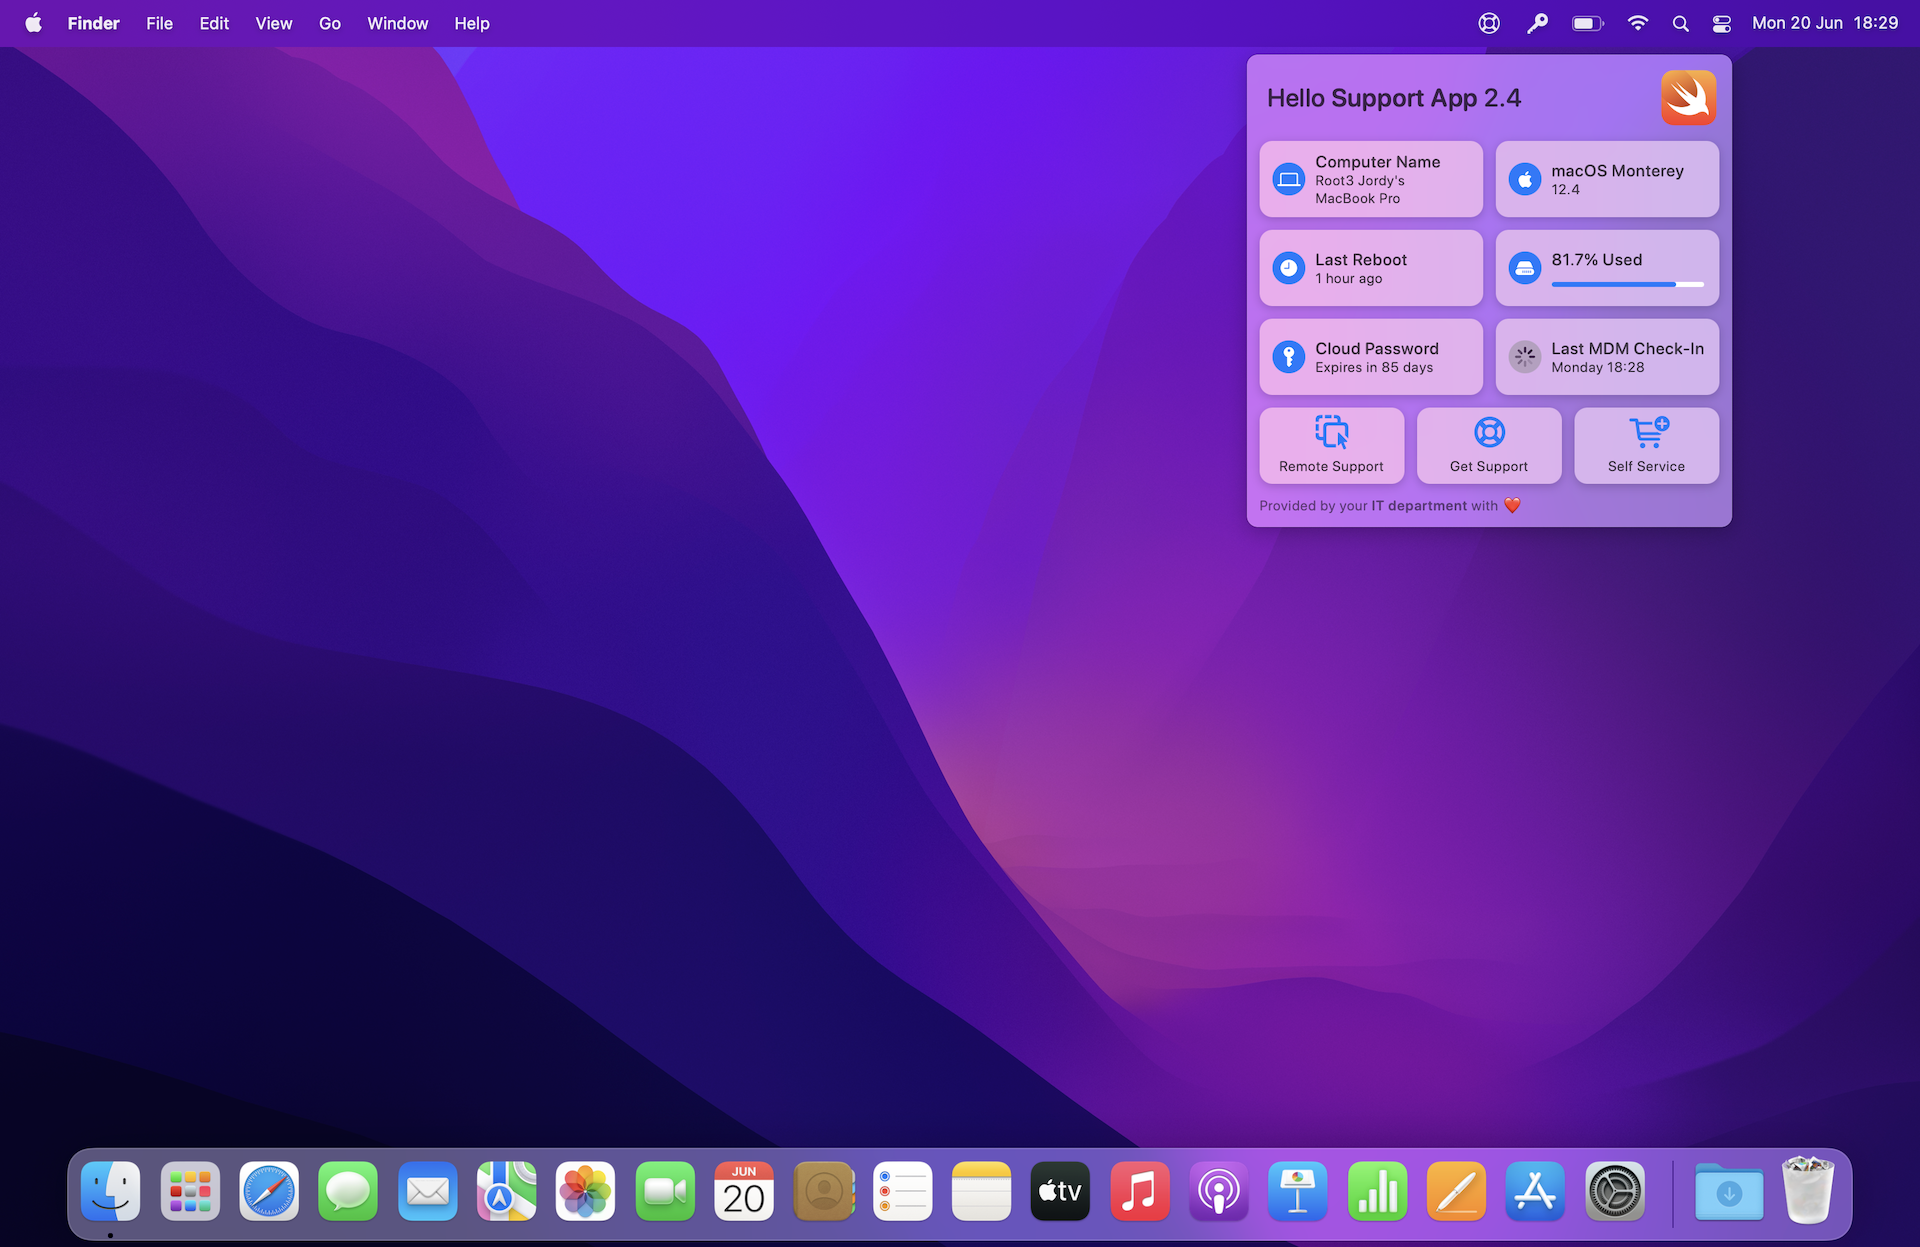 Finder File Edit View Go Window Help Mon 20 Jun 18:29
Hello Support App 2.4
Computer Name
Root3 Jordy's
MacBook Pro
macOS Monterey
12.4
Last Reboot
1 hour ago
81.7% Used
Cloud Password
Expires in 85 days
Last MDM Check-In
Monday 18:28
Remote Support
Get Support
Self Service
Provided by your IT department with ❤️
JUN
20
tv